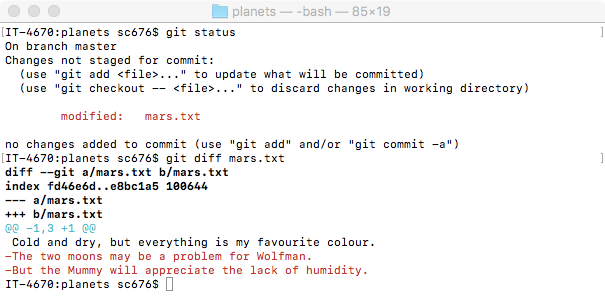 planets — -bash — 85×19
[IT-4670:planets sc676$ git status ]
On branch master
Changes not staged for commit:
  (use "git add <file>..." to update what will be committed)
  (use "git checkout -- <file>..." to discard changes in working directory)

        modified:   mars.txt

no changes added to commit (use "git add" and/or "git commit -a")
[IT-4670:planets sc676$ git diff mars.txt ]
diff --git a/mars.txt b/mars.txt
index fd46e6d..e8bc1a5 100644
--- a/mars.txt
+++ b/mars.txt
@@ -1,3 +1 @@
 Cold and dry, but everything is my favourite colour.
-The two moons may be a problem for Wolfman.
-But the Mummy will appreciate the lack of humidity.
IT-4670:planets sc676$